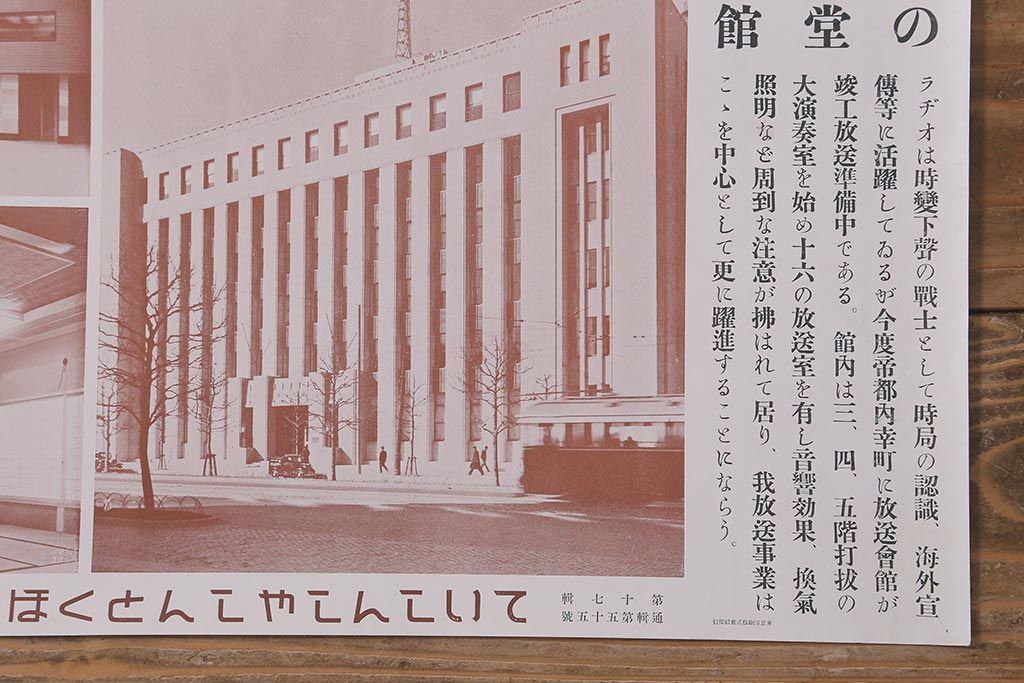 の堂館
ラヂオは時變下聲の戰士として時局の認識、海外宣
傳等に活躍してゐるが今度帝都內幸町に放送會館が
竣工放送準備中である。館內は三、四、五階打拔の
大演奏室を始め十六の放送室を有し音響効果、換氣
照明など周到な注意が拂はれて居り、我放送事業は
こゝを中心として更に躍進することにならう。
第十七輯
通輯第五十五號
ていこんこやこんとくほ